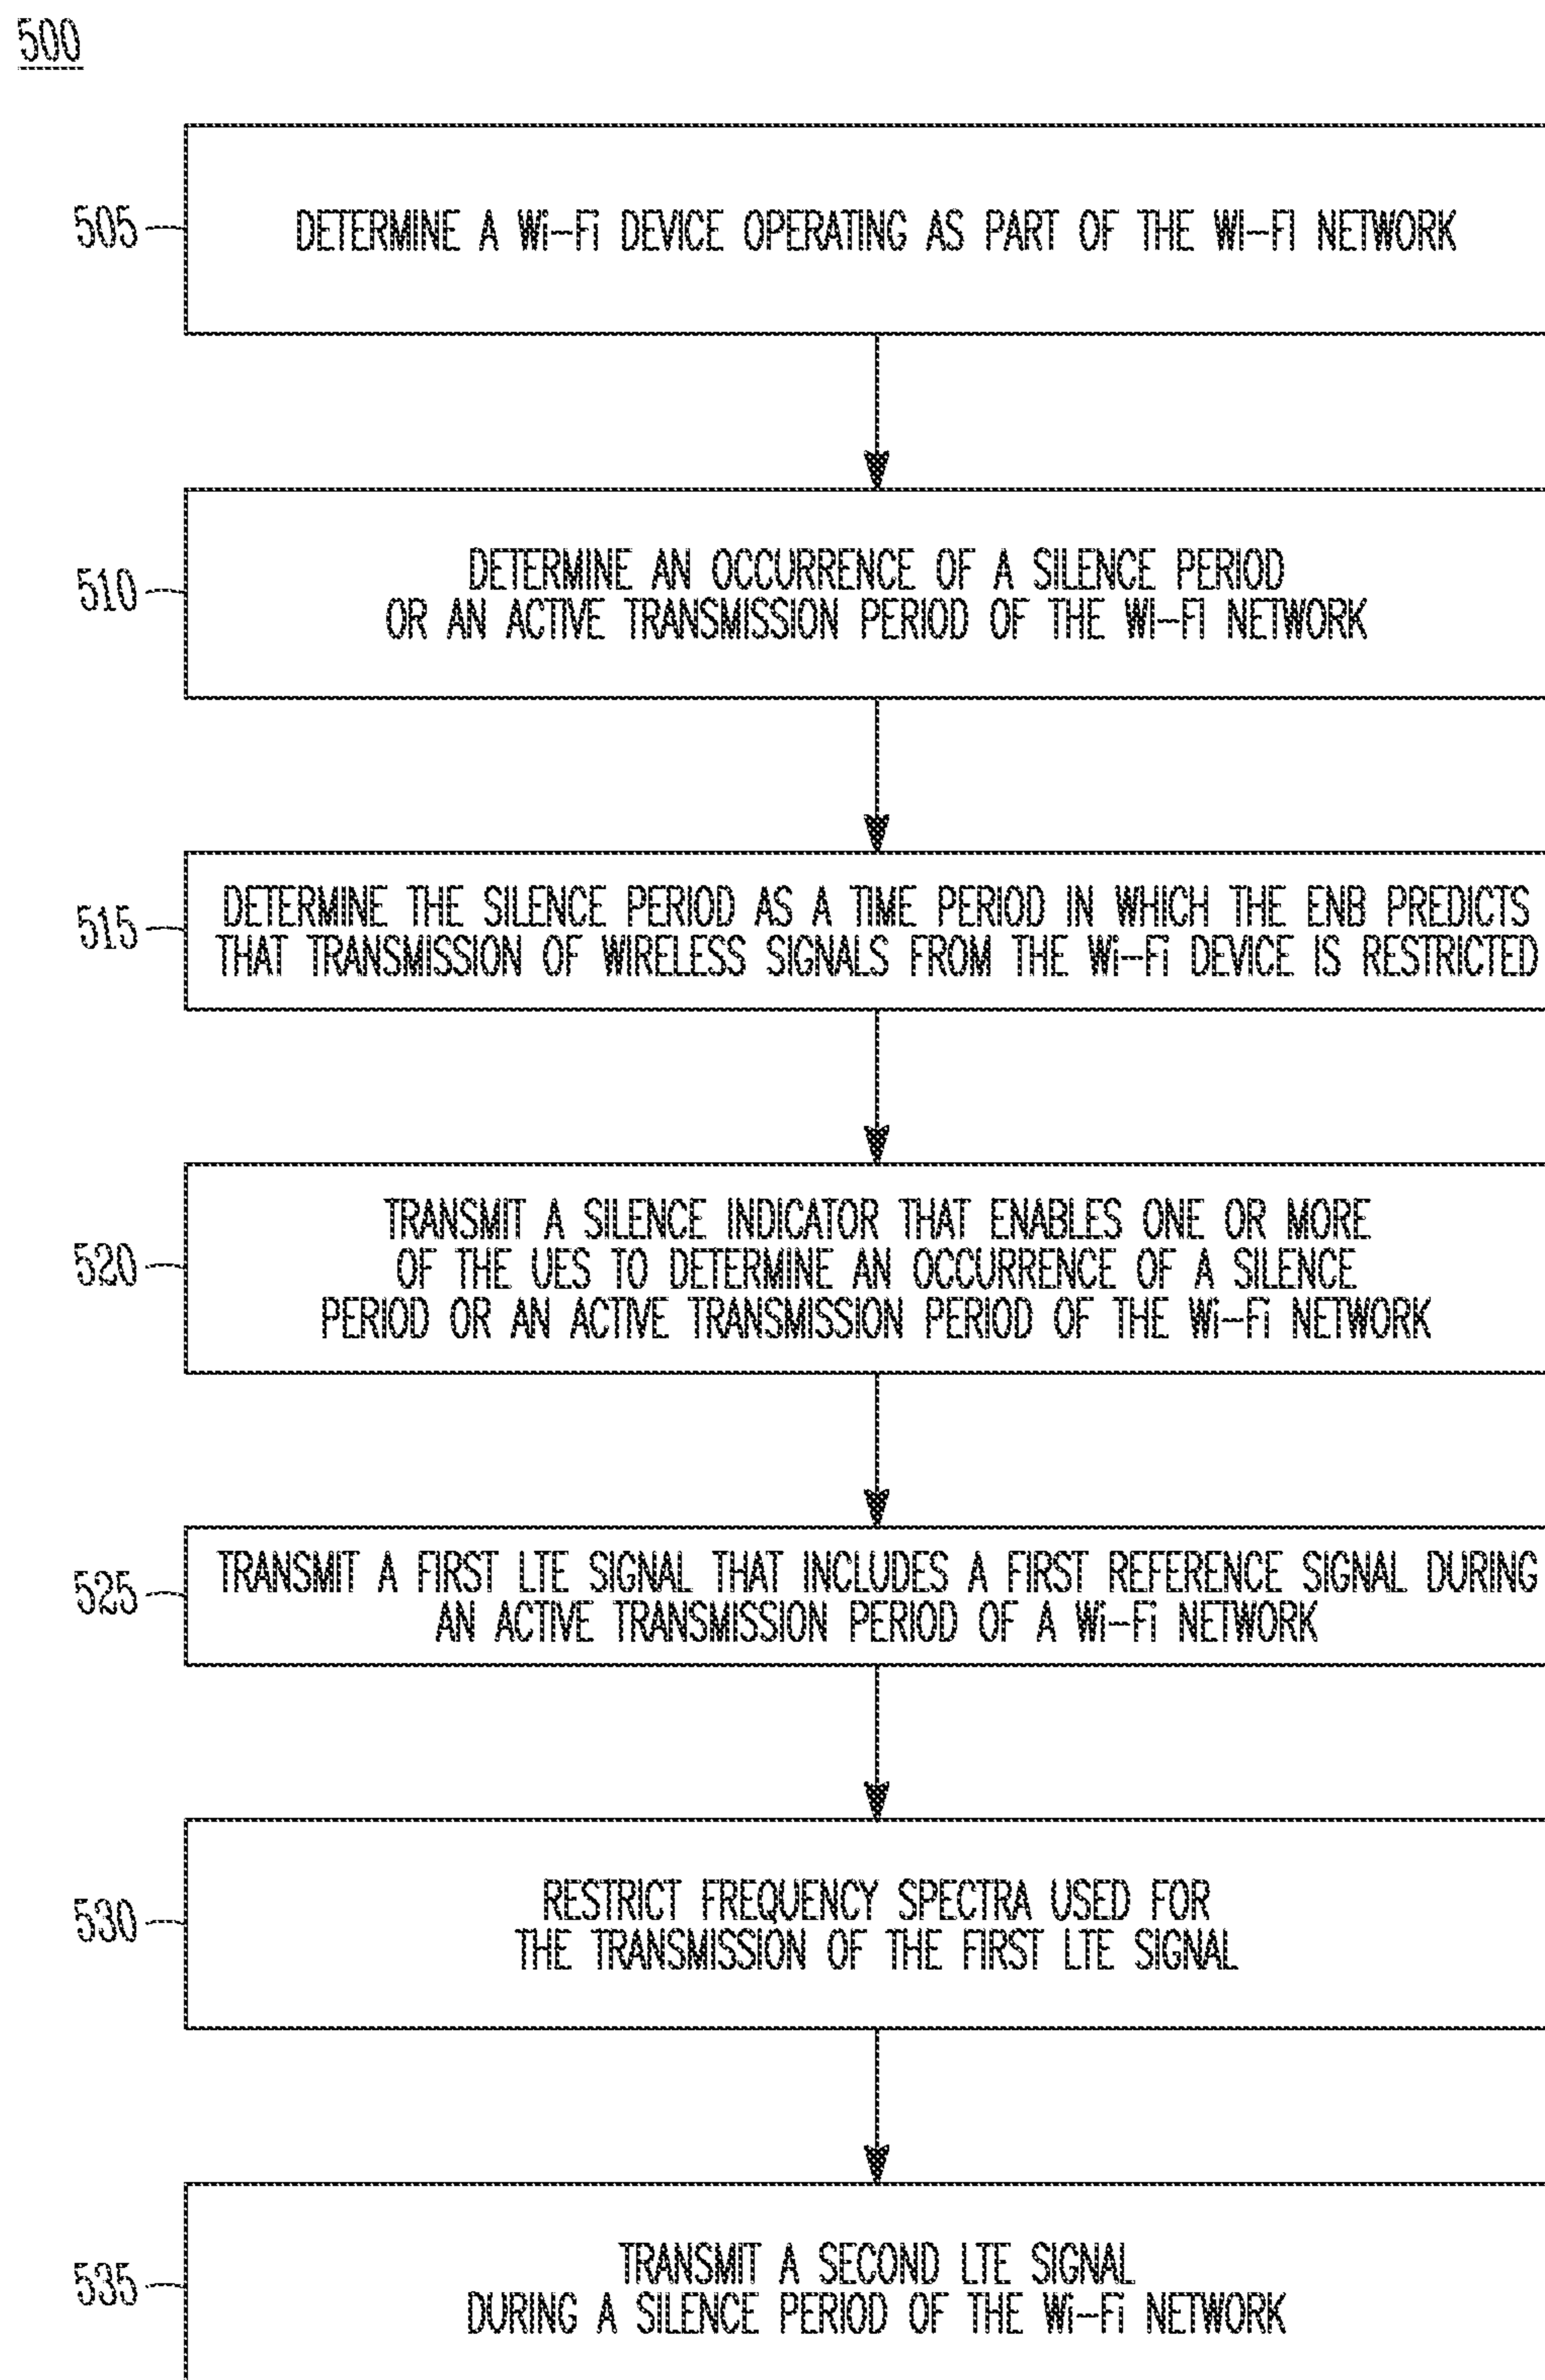 500
505
DETERMINE A Wi-Fi DEVICE OPERATING AS PART OF THE WI-FI NETWORK
510
DETERMINE AN OCCURRENCE OF A SILENCE PERIOD
OR AN ACTIVE TRANSMISSION PERIOD OF THE WI-FI NETWORK
515
DETERMINE THE SILENCE PERIOD AS A TIME PERIOD IN WHICH THE ENB PREDICTS
THAT TRANSMISSION OF WIRELESS SIGNALS FROM THE Wi-Fi DEVICE IS RESTRICTED
520
TRANSMIT A SILENCE INDICATOR THAT ENABLES ONE OR MORE
OF THE UES TO DETERMINE AN OCCURRENCE OF A SILENCE
PERIOD OR AN ACTIVE TRANSMISSION PERIOD OF THE Wi-Fi NETWORK
525
TRANSMIT A FIRST LTE SIGNAL THAT INCLUDES A FIRST REFERENCE SIGNAL DURING
AN ACTIVE TRANSMISSION PERIOD OF A Wi-Fi NETWORK
530
RESTRICT FREQUENCY SPECTRA USED FOR
THE TRANSMISSION OF THE FIRST LTE SIGNAL
535
TRANSMIT A SECOND LTE SIGNAL
DURING A SILENCE PERIOD OF THE Wi-Fi NETWORK